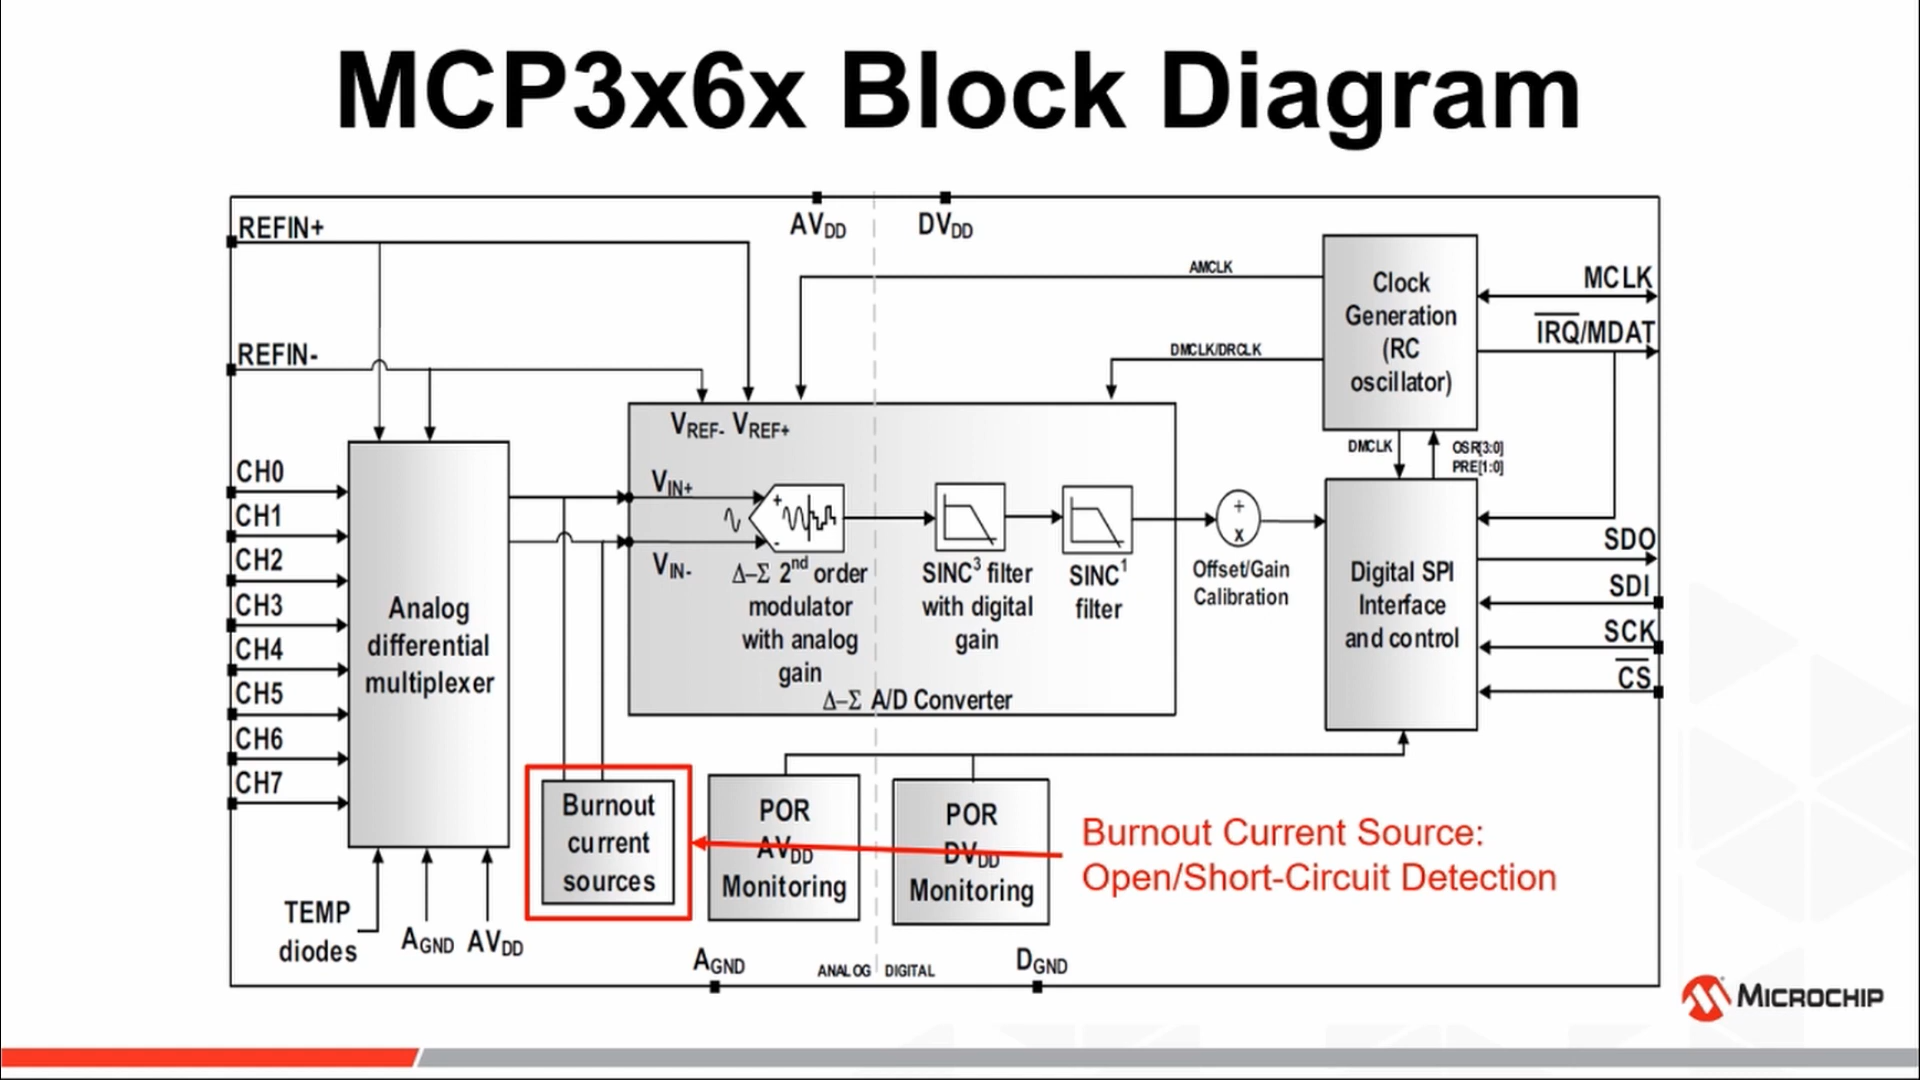 MCP3x6x Block Diagram
REFIN+
AVDD
DVDD
AMCLK
Clock
Generation
(RC
oscillator)
MCLK
IRQ/MDAT
REFIN-
DMCLK/DRCLK
VREF- VREF+
DMCLK
OSR[3:0]
PRE[1:0]
CH0
CH1
CH2
CH3
CH4
CH5
CH6
CH7
Analog
differential
multiplexer
VIN+
VIN-
+
-
Δ–Σ 2nd order
modulator
with analog
gain
SINC3 filter
with digital
gain
SINC1
filter
Δ–Σ A/D Converter
+
x
Offset/Gain
Calibration
Digital SPI
Interface
and control
SDO
SDI
SCK
CS
Burnout
current
sources
POR
AVDD
Monitoring
POR
DVDD
Monitoring
Burnout Current Source:
Open/Short-Circuit Detection
TEMP
diodes
AGND
AVDD
AGND
ANALOG
DIGITAL
DGND
MICROCHIP